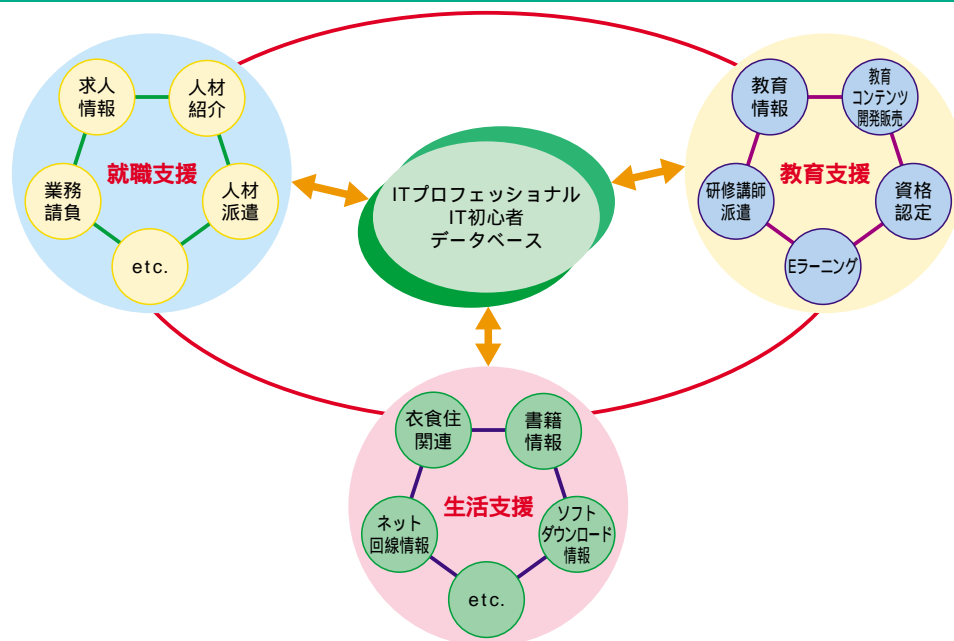 求人
情報
人材
紹介
就職支援
業務
請負
人材
派遣
etc.
ITプロフェッショナル
IT初心者
データベース
教育
情報
教育
コンテンツ
開発販売
教育支援
研修講師
派遣
資格
認定
Eラーニング
衣食住
関連
書籍
情報
生活支援
ネット
回線情報
ソフト
ダウンロード
情報
etc.